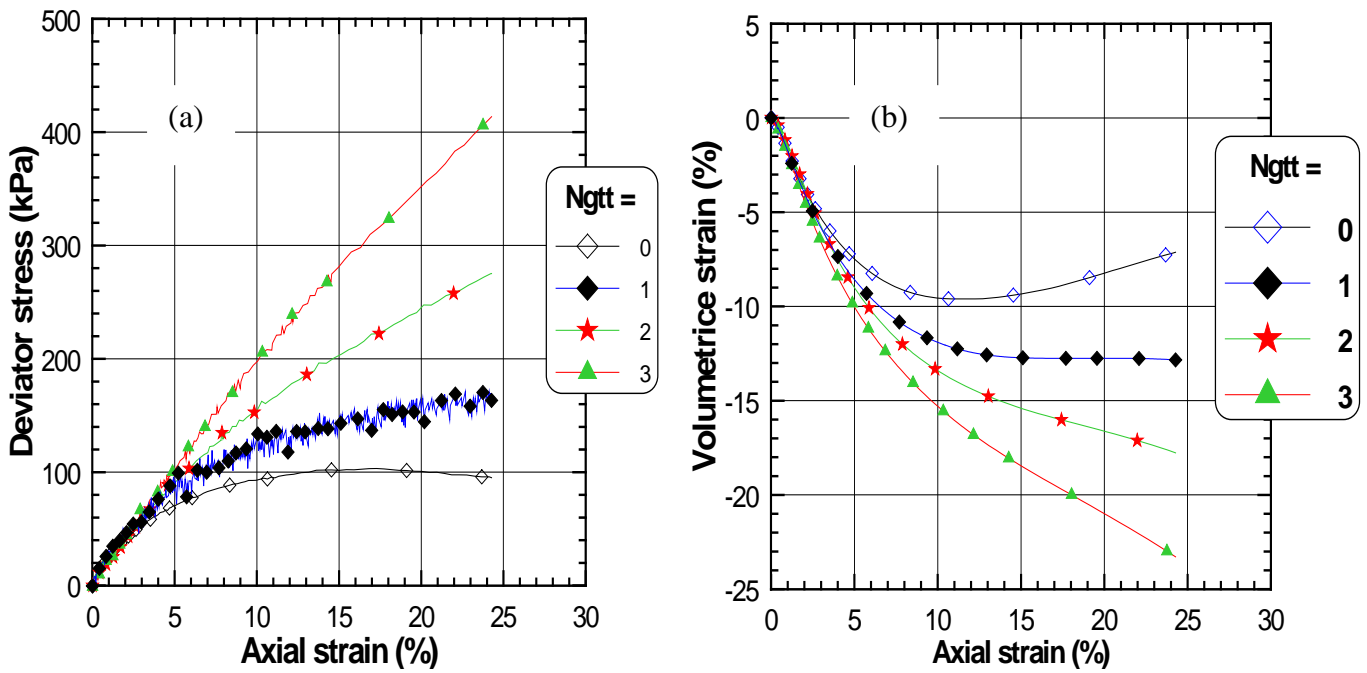 500
400
300
200
100
0
0 5 10 15 20 25 30
Deviator stress (kPa)
Axial strain (%)
(a)
Ngtt =
0
1
2
3
5
0
-5
-10
-15
-20
-25
0 5 10 15 20 25 30
Volumetrice strain (%)
Axial strain (%)
(b)
Ngtt =
0
1
2
3